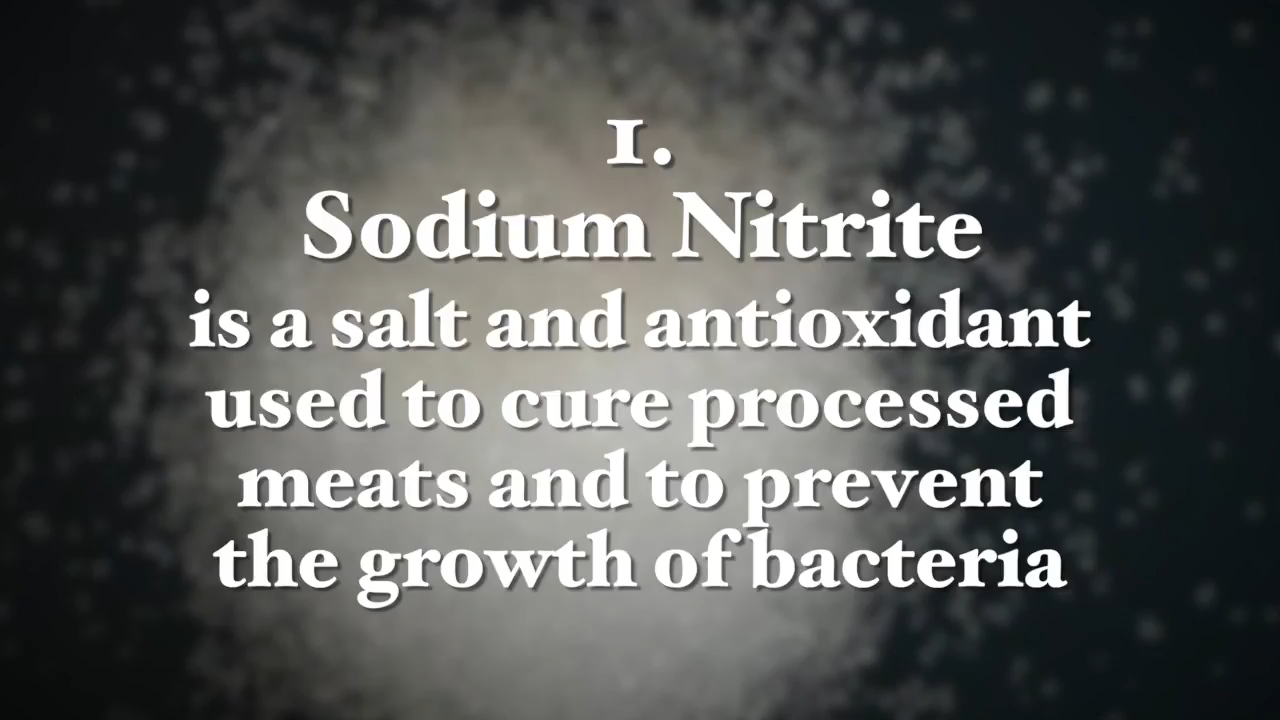 1.
Sodium Nitrite
is a salt and antioxidant
used to cure processed
meats and to prevent
the growth of bacteria